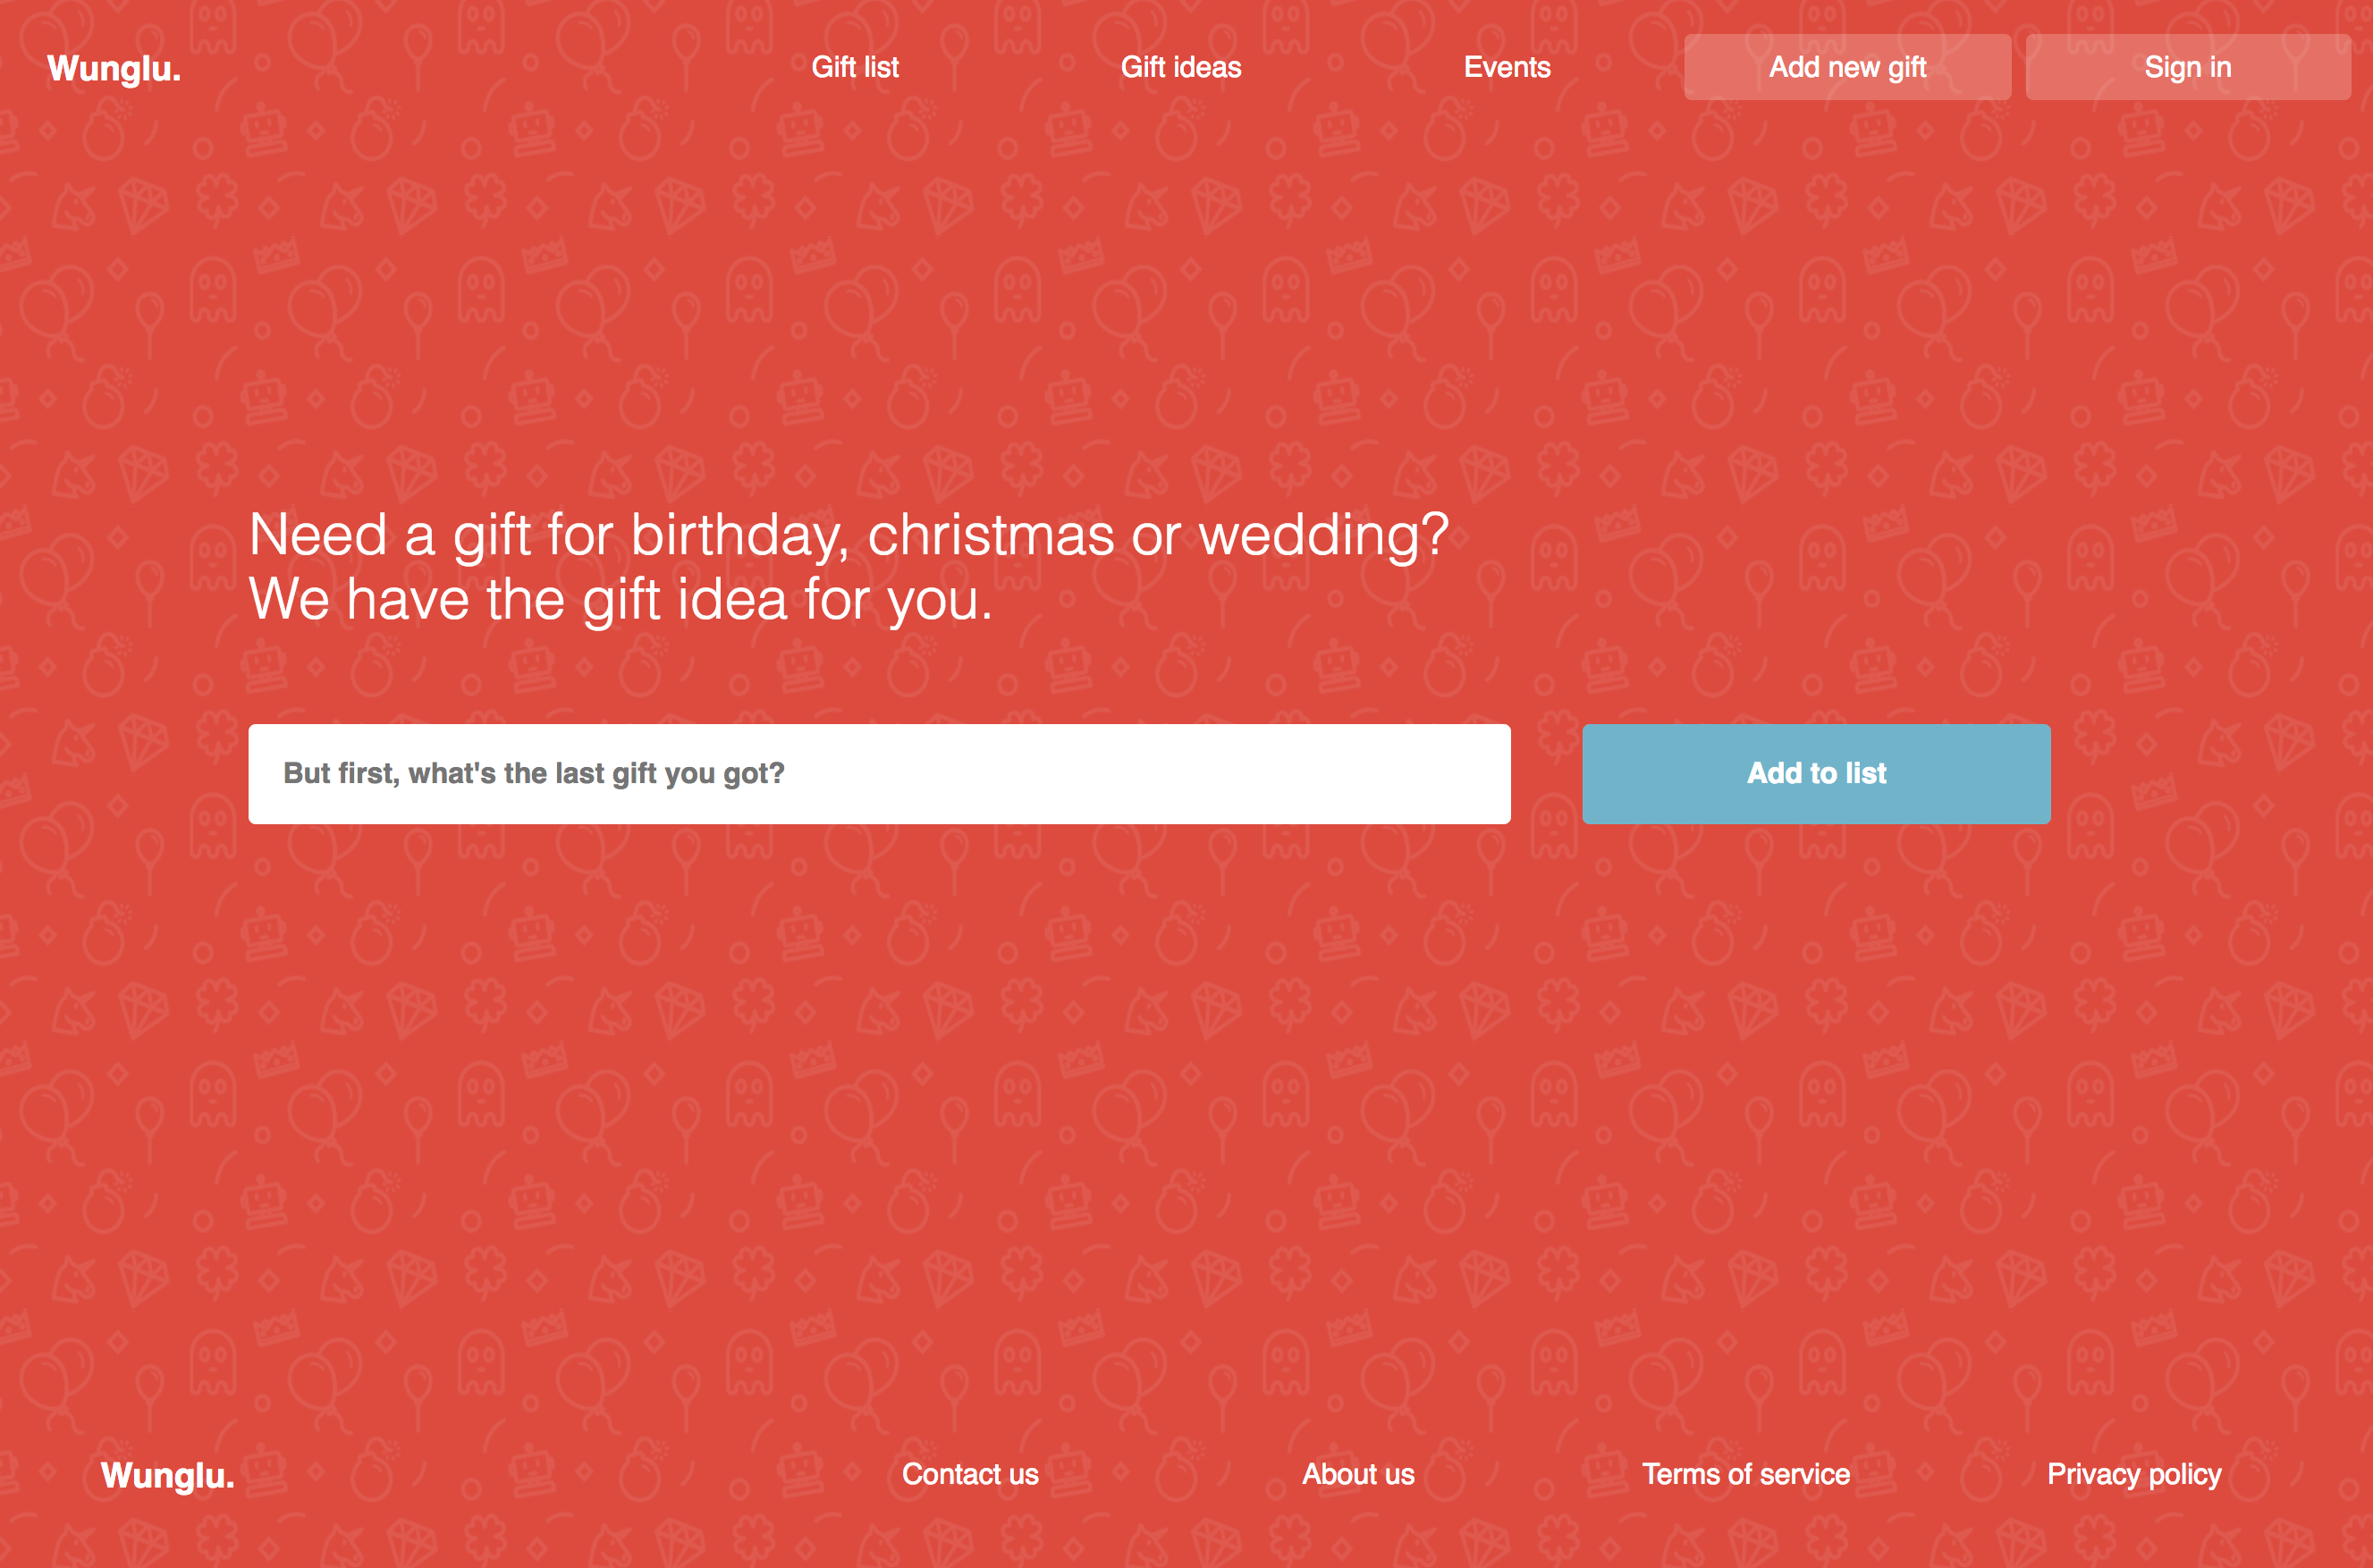 Wunglu.
Gift list
Gift ideas
Events
Add new gift
Sign in
Need a gift for birthday, christmas or wedding?
We have the gift idea for you.
But first, what's the last gift you got?
Add to list
Wunglu.
Contact us
About us
Terms of service
Privacy policy